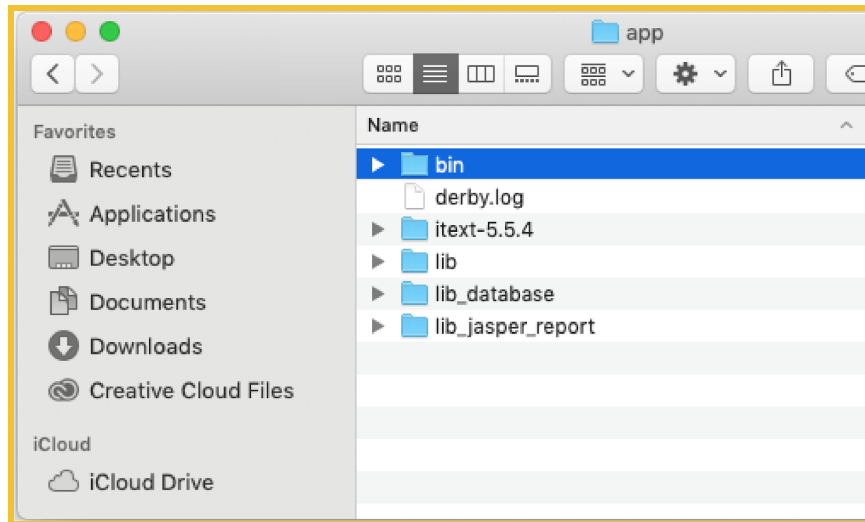 app
Favorites
Recents
Applications
Desktop
Documents
Downloads
Creative Cloud Files
iCloud
iCloud Drive
Name
bin
derby.log
itext-5.5.4
lib
lib_database
lib_jasper_report